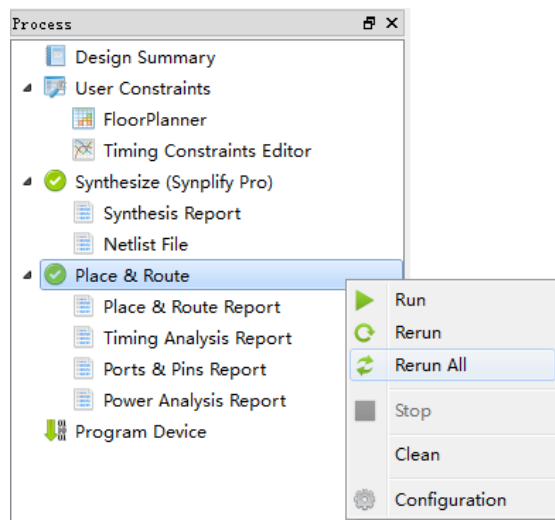 Process
Design Summary
User Constraints
FloorPlanner
Timing Constraints Editor
Synthesize (Synplify Pro)
Synthesis Report
Netlist File
Place & Route
Place & Route Report
Timing Analysis Report
Ports & Pins Report
Power Analysis Report
Program Device
Run
Rerun
Rerun All
Stop
Clean
Configuration